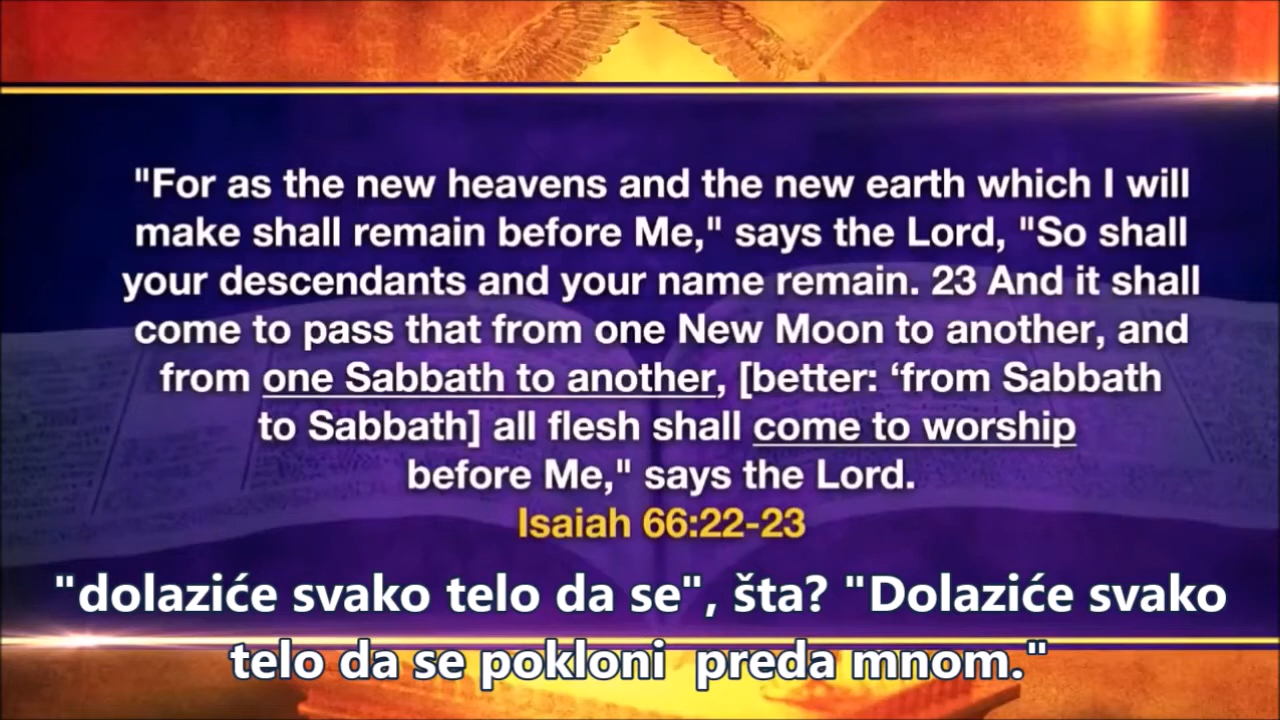 "For as the new heavens and the new earth which I will
make shall remain before Me," says the Lord, "So shall
your descendants and your name remain. 23 And it shall
come to pass that from one New Moon to another, and
from one Sabbath to another, [better: ‘from Sabbath
to Sabbath] all flesh shall come to worship
before Me," says the Lord.
Isaiah 66:22-23
"dolaziće svako telo da se", šta? "Dolaziće svako
telo da se pokloni  preda mnom."